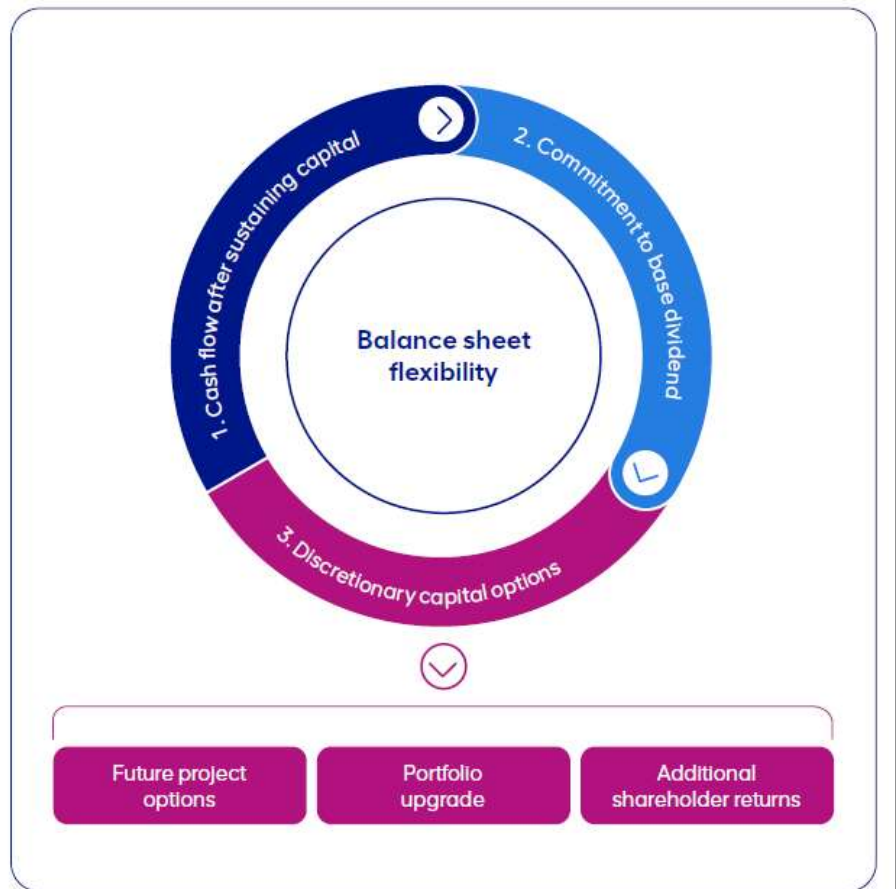 1. Cash flow after sustaining capital
2. Commitment to base dividend
Balance sheet
flexibility
3. Discretionary capital options
Future project
options
Portfolio
upgrade
Additional
shareholder returns